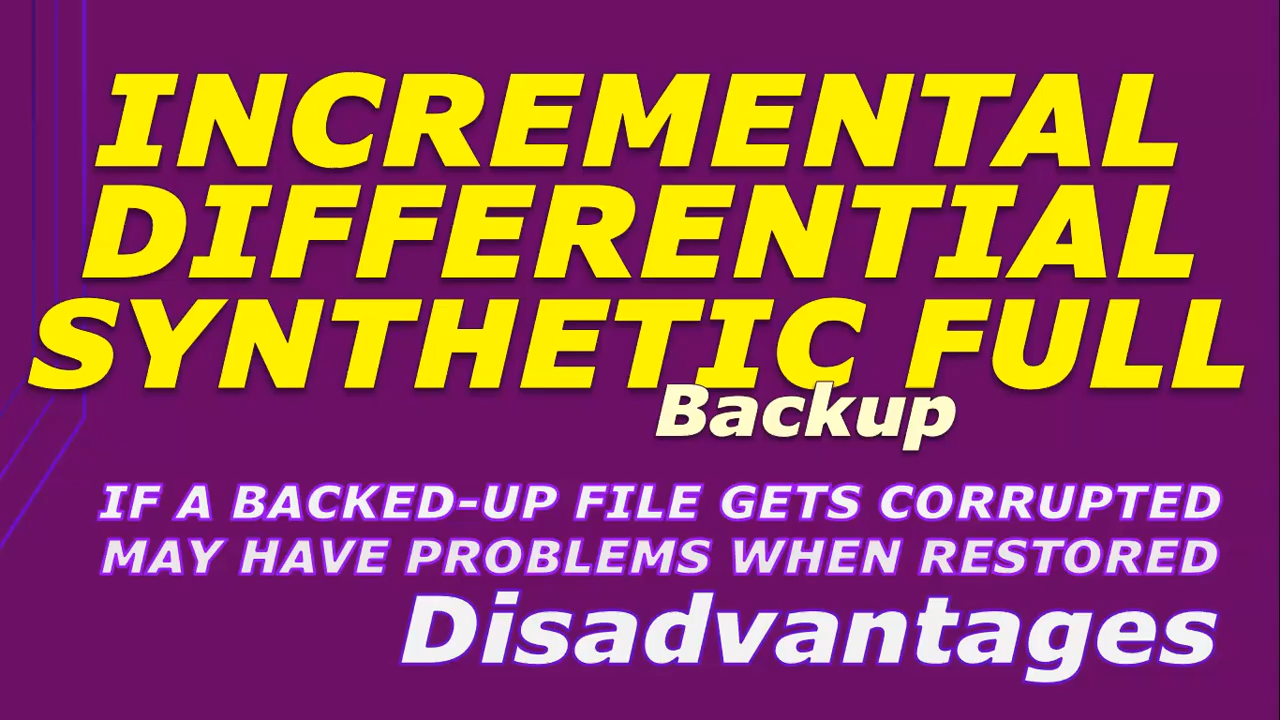 INCREMENTAL
DIFFERENTIAL
SYNTHETIC FULL
Backup
IF A BACKED-UP FILE GETS CORRUPTED
MAY HAVE PROBLEMS WHEN RESTORED
Disadvantages